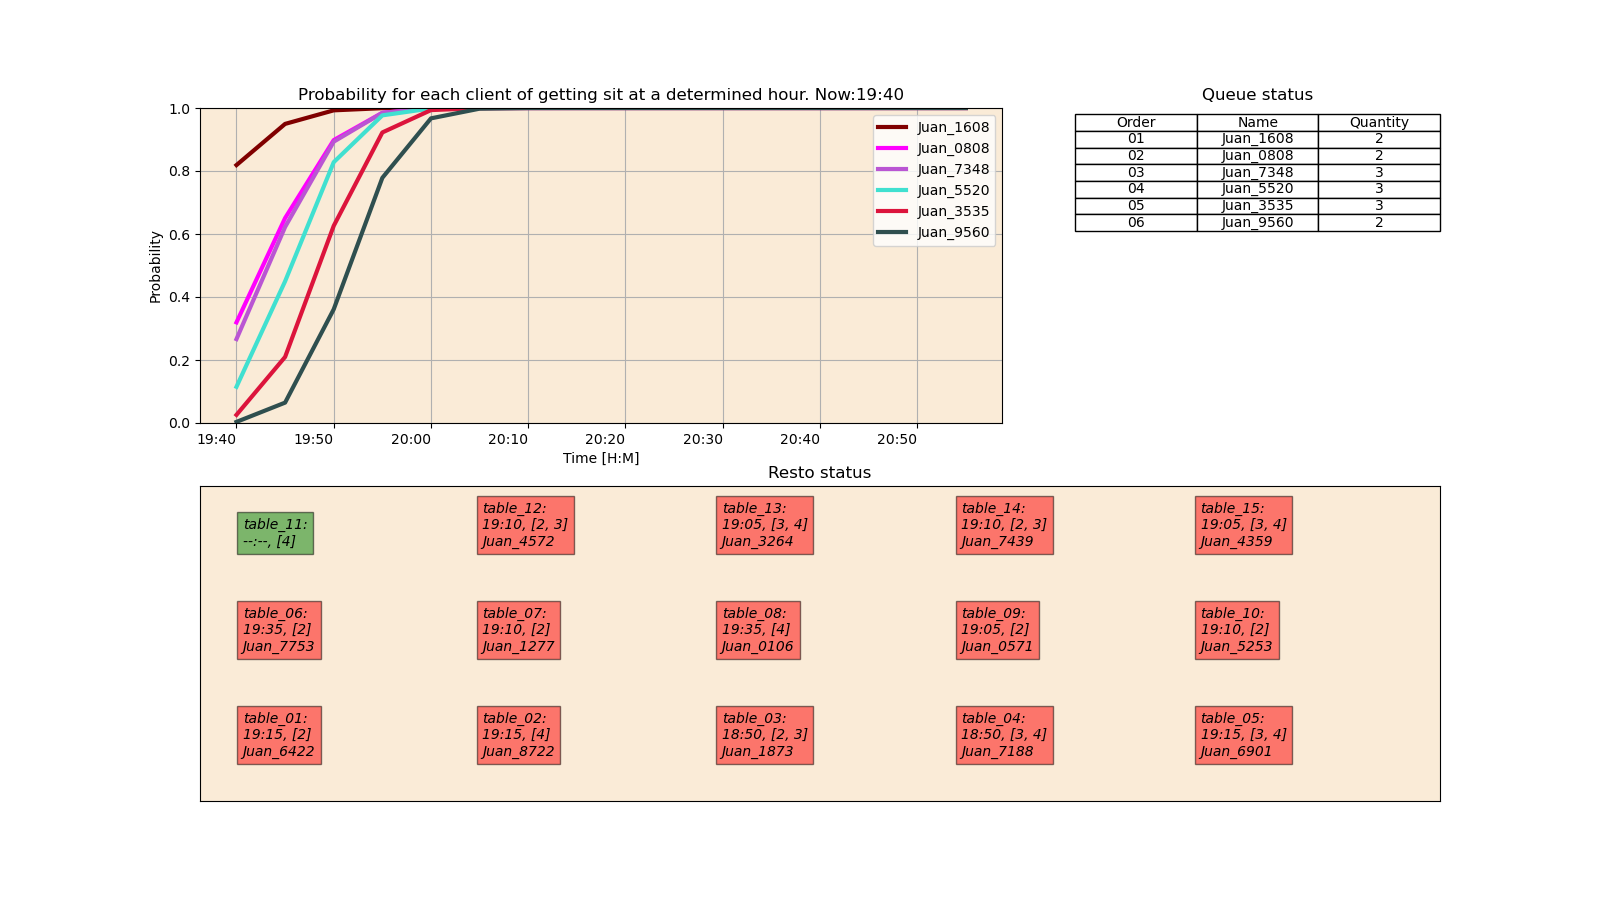 Probability for each client of getting sit at a determined hour. Now:19:40
1.0
0.8
0.6
0.4
0.2
0.0
Probability
19:40 19:50 20:00 20:10 20:20 20:30 20:40 20:50
Time [H:M]
Juan_1608
Juan_0808
Juan_7348
Juan_5520
Juan_3535
Juan_9560
Queue status
Order Name Quantity
01 Juan_1608 2
02 Juan_0808 2
03 Juan_7348 3
04 Juan_5520 3
05 Juan_3535 3
06 Juan_9560 2
Resto status
table_11:
--:--, [4]
table_12:
19:10, [2, 3]
Juan_4572
table_13:
19:05, [3, 4]
Juan_3264
table_14:
19:10, [2, 3]
Juan_7439
table_15:
19:05, [3, 4]
Juan_4359
table_06:
19:35, [2]
Juan_7753
table_07:
19:10, [2]
Juan_1277
table_08:
19:35, [4]
Juan_0106
table_09:
19:05, [2]
Juan_0571
table_10:
19:10, [2]
Juan_5253
table_01:
19:15, [2]
Juan_6422
table_02:
19:15, [4]
Juan_8722
table_03:
18:50, [2, 3]
Juan_1873
table_04:
18:50, [3, 4]
Juan_7188
table_05:
19:15, [3, 4]
Juan_6901